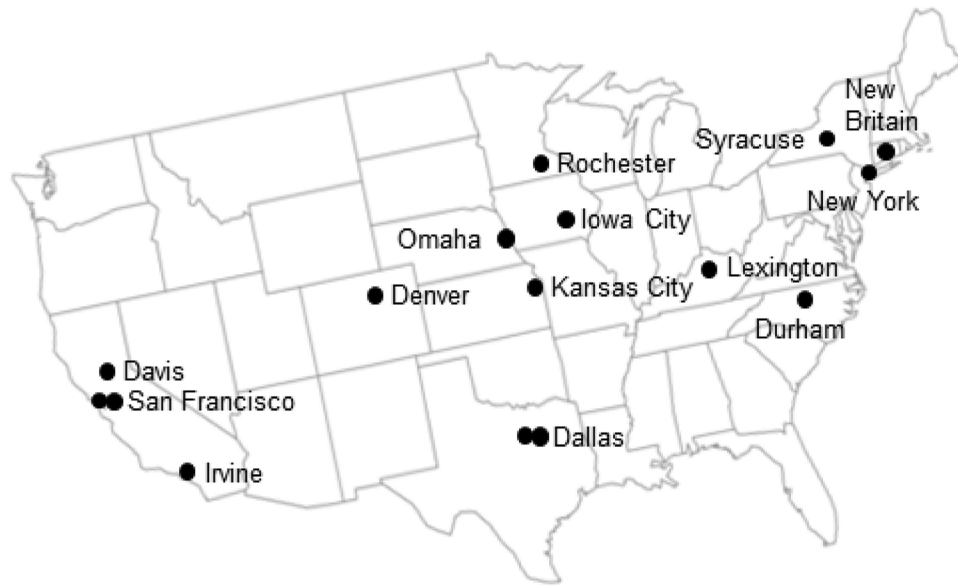 New
Britain
Syracuse
Rochester
New York
Iowa City
Omaha
Lexington
Kansas City
Denver
Durham
Davis
San Francisco
Dallas
Irvine